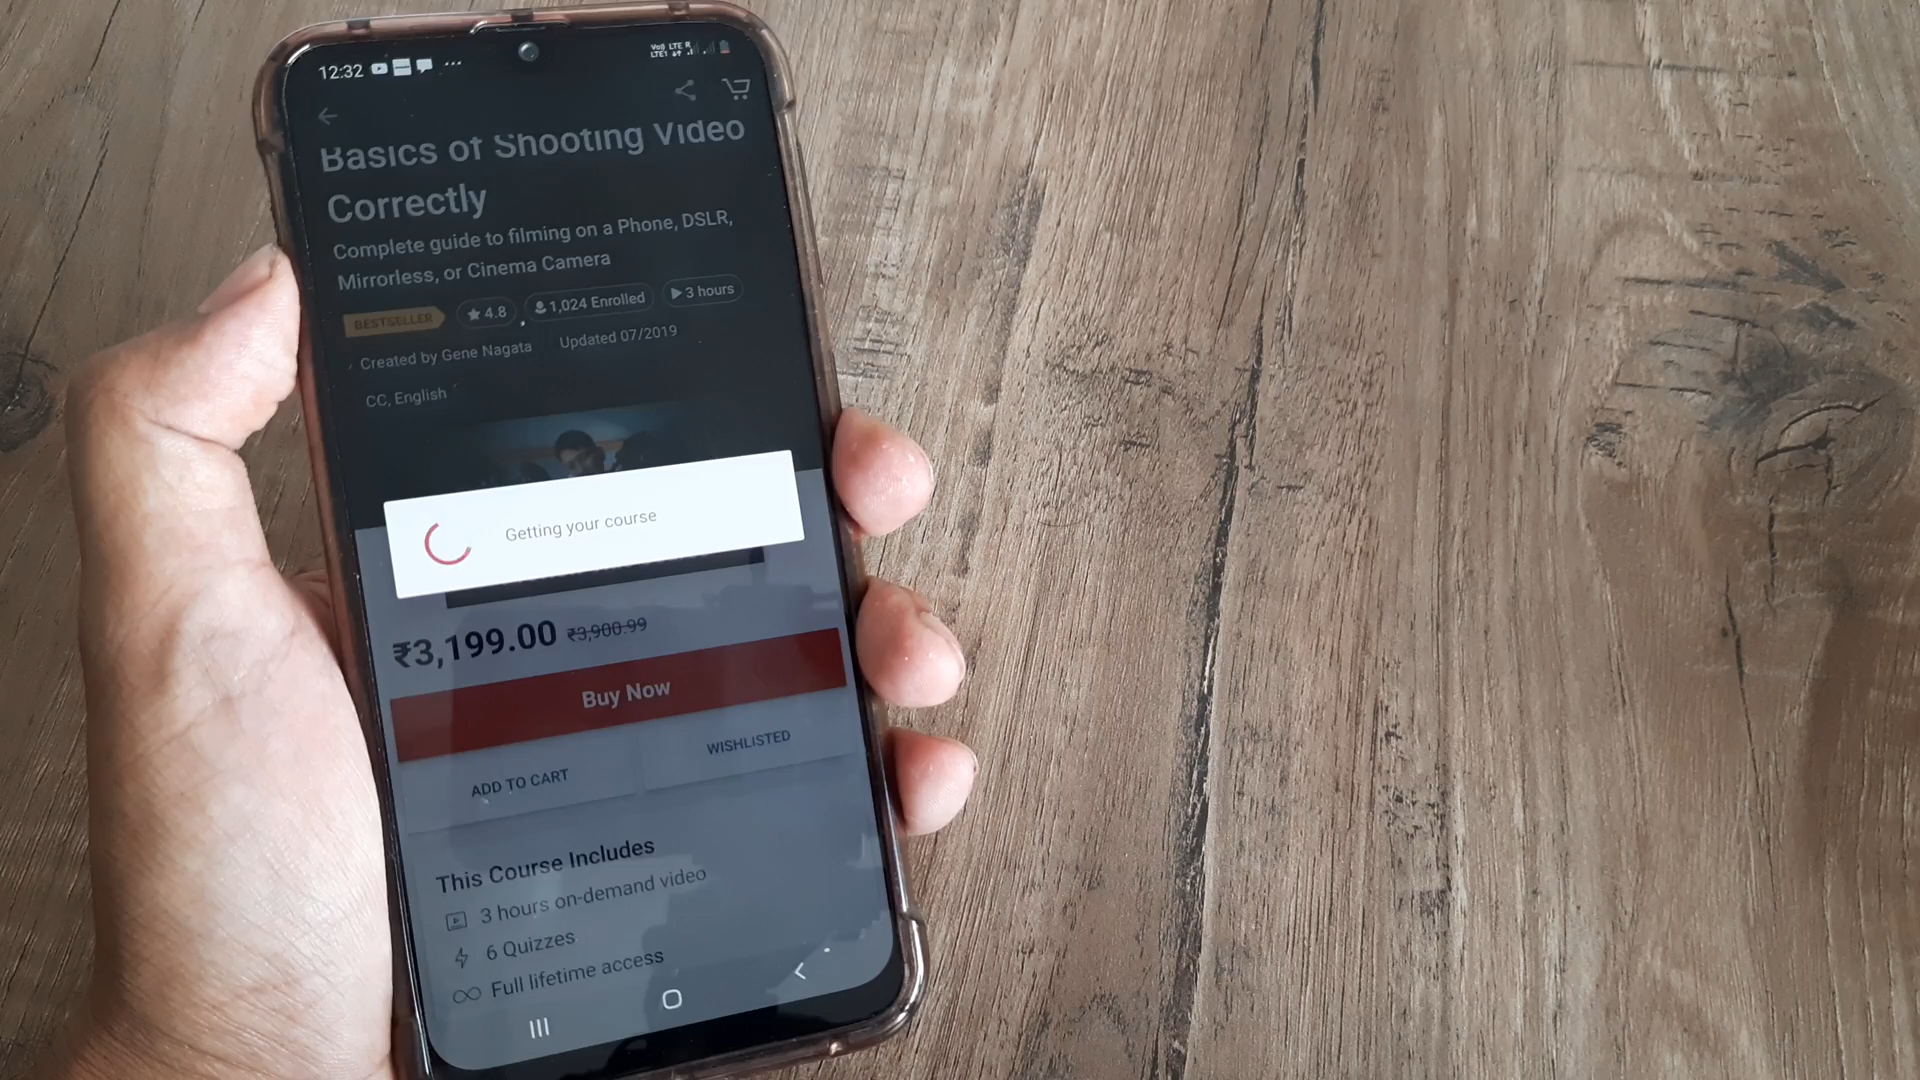 12:32
Vo)) LTE R
LTE1
Basics of Shooting Video
Correctly
Complete guide to filming on a Phone, DSLR,
Mirrorless, or Cinema Camera
BESTSELLER
4.8
1,024 Enrolled
3 hours
Created by Gene Nagata
Updated 07/2019
CC, English
Getting your course
₹3,199.00
₹3,900.99
Buy Now
ADD TO CART
WISHLISTED
This Course Includes
3 hours on-demand video
6 Quizzes
Full lifetime access